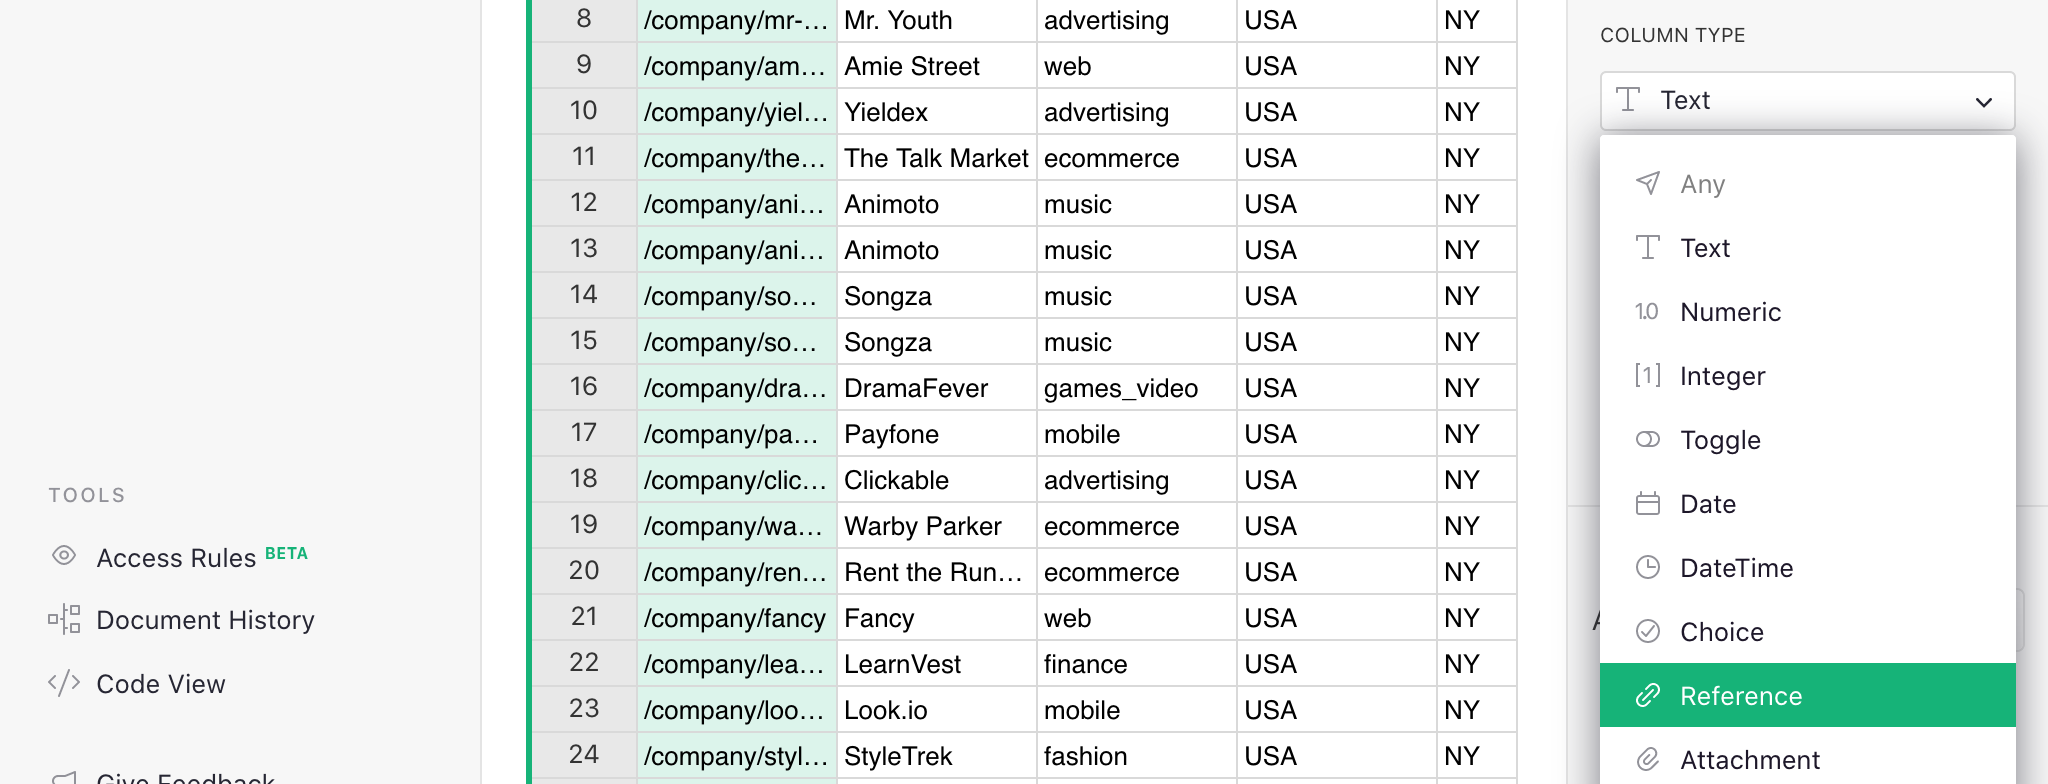 TOOLS
Access Rules BETA
Document History
Code View
Give Feedback
8 /company/mr-... Mr. Youth advertising USA NY
9 /company/am... Amie Street web USA NY
10 /company/yiel... Yieldex advertising USA NY
11 /company/the... The Talk Market ecommerce USA NY
12 /company/ani... Animoto music USA NY
13 /company/ani... Animoto music USA NY
14 /company/so... Songza music USA NY
15 /company/so... Songza music USA NY
16 /company/dra... DramaFever games_video USA NY
17 /company/pa... Payfone mobile USA NY
18 /company/clic... Clickable advertising USA NY
19 /company/wa... Warby Parker ecommerce USA NY
20 /company/ren... Rent the Run... ecommerce USA NY
21 /company/fancy Fancy web USA NY
22 /company/lea... LearnVest finance USA NY
23 /company/loo... Look.io mobile USA NY
24 /company/styl... StyleTrek fashion USA NY
COLUMN TYPE
Text
Any
Text
1.0 Numeric
[1] Integer
Toggle
Date
DateTime
Choice
Reference
Attachment